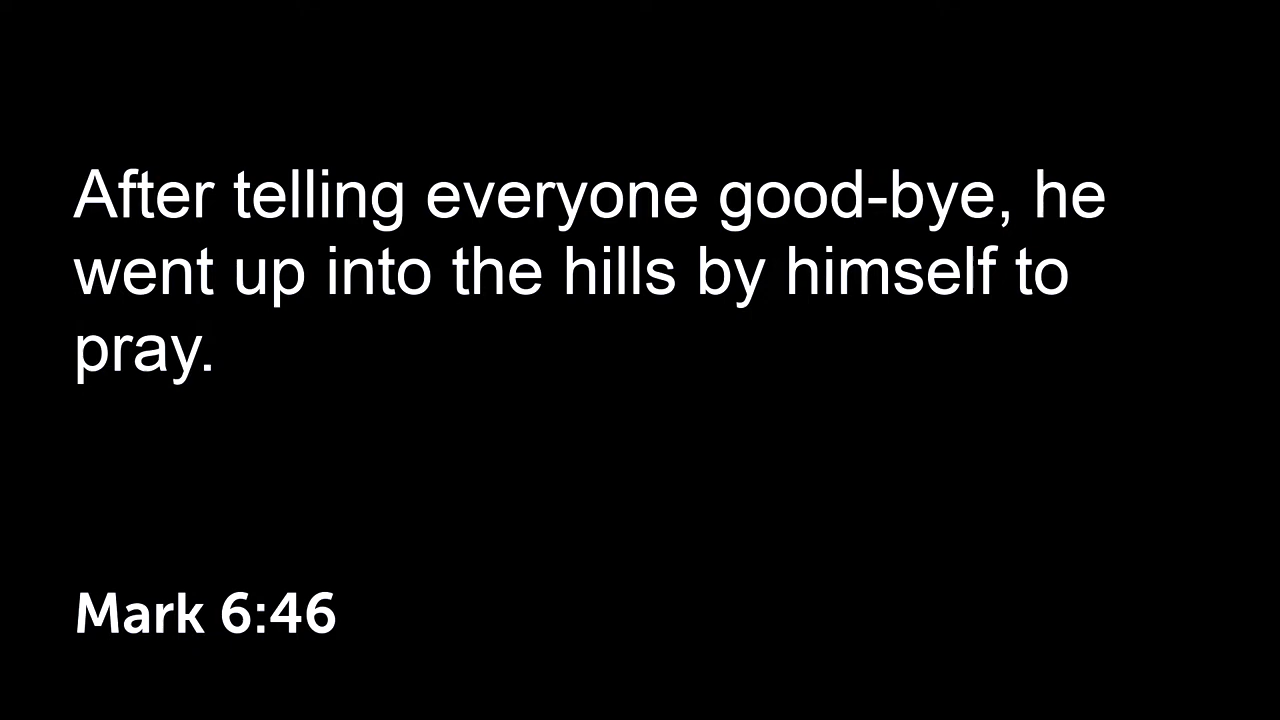 After telling everyone good-bye, he
went up into the hills by himself to
pray.
Mark 6:46